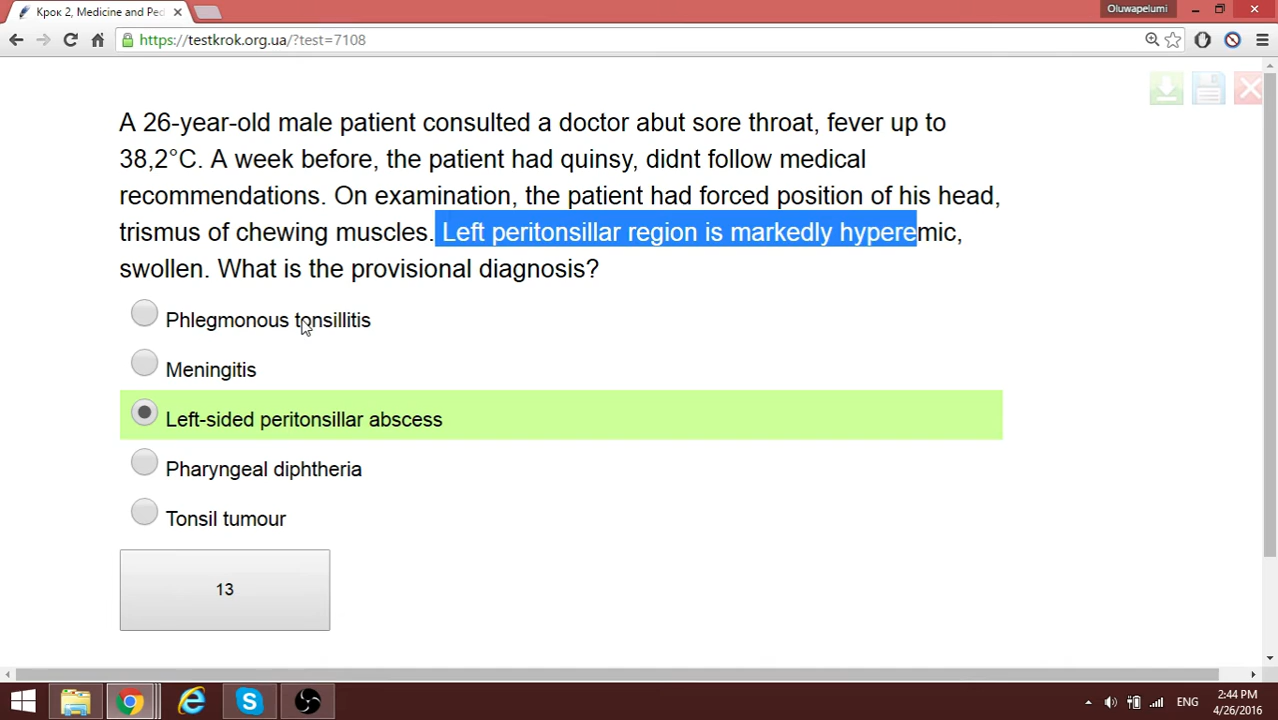 Крок 2, Medicine and Ped
Oluwapelumi
https://testkrok.org.ua/?test=7108
A 26-year-old male patient consulted a doctor abut sore throat, fever up to
38,2°C. A week before, the patient had quinsy, didnt follow medical
recommendations. On examination, the patient had forced position of his head,
trismus of chewing muscles. Left peritonsillar region is markedly hyperemic,
swollen. What is the provisional diagnosis?
Phlegmonous tonsillitis
Meningitis
Left-sided peritonsillar abscess
Pharyngeal diphtheria
Tonsil tumour
13
ENG
2:44 PM
4/26/2016